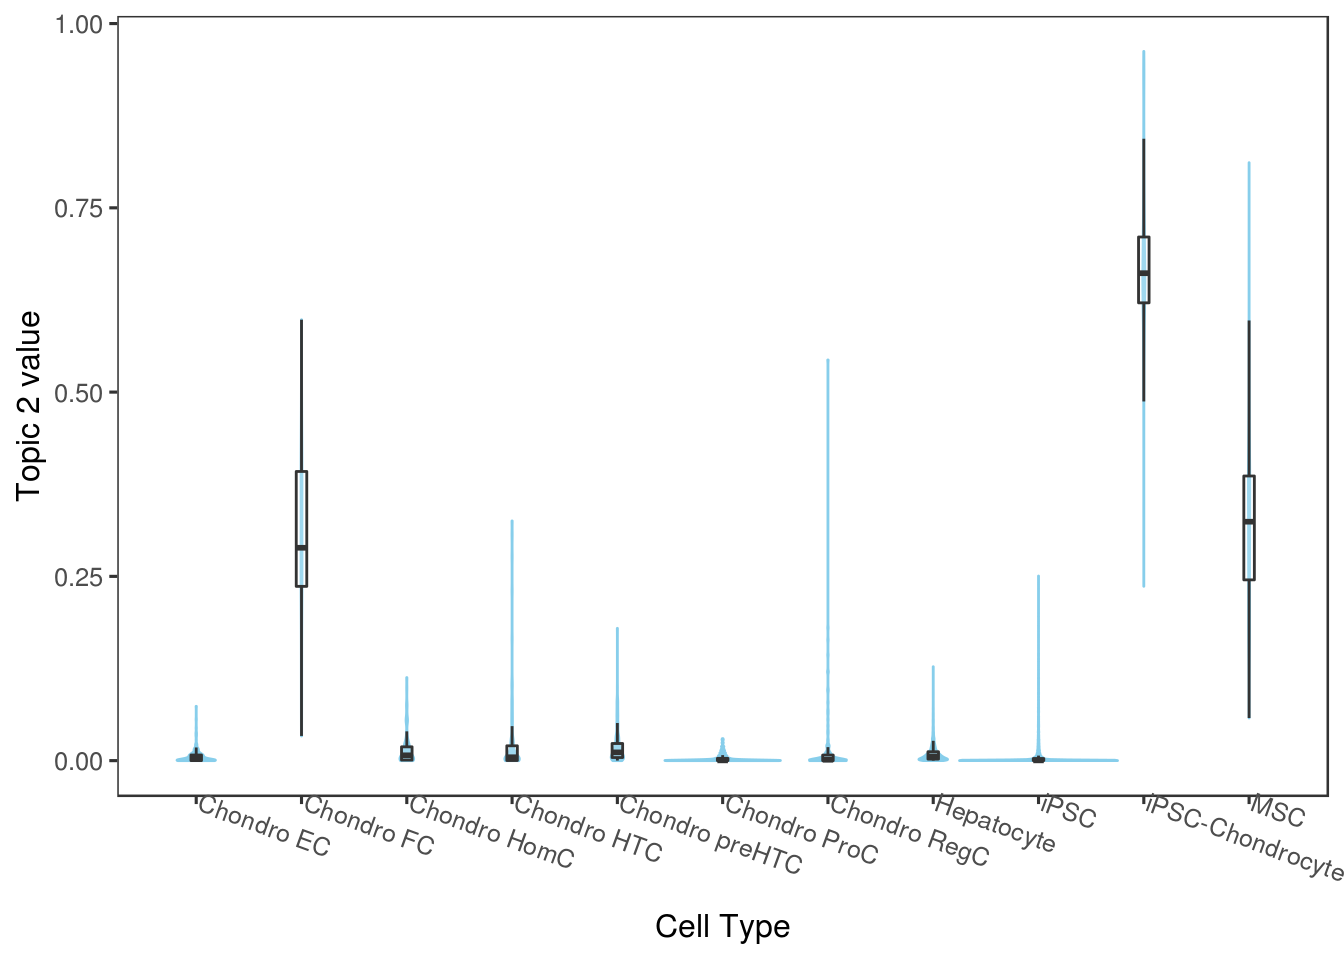 1.00
0.75
0.50
0.25
0.00
Topic 2 value
Chondro EC
Chondro FC
Chondro HomC
Chondro HTC
Chondro preHTC
Chondro ProC
Chondro RegC
Hepatocyte
iPSC
iPSC-Chondrocyte
MSC
Cell Type